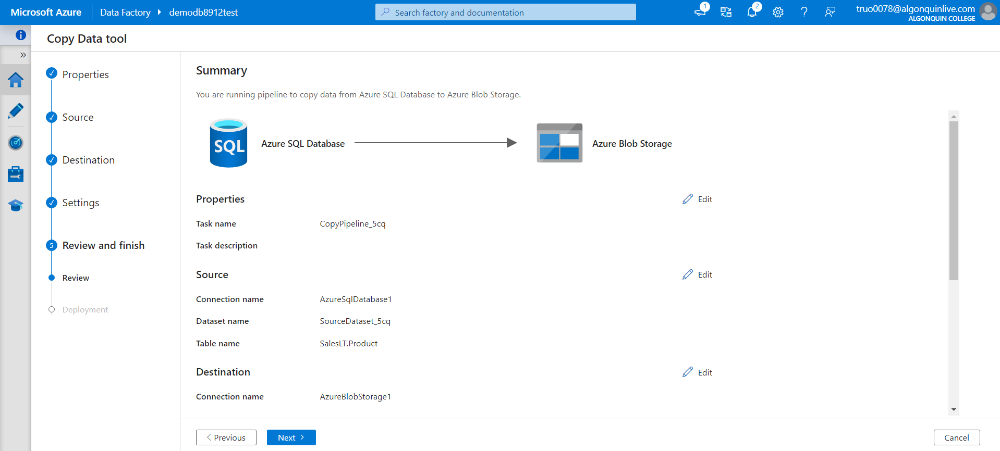 Microsoft Azure
Data Factory
demodb8912test
Search factory and documentation
1
2
truo0078@algonquinlive.com
ALGONQUIN COLLEGE
Copy Data tool
Properties
Source
Destination
Settings
5 Review and finish
Review
Deployment
Summary
You are running pipeline to copy data from Azure SQL Database to Azure Blob Storage.
SQL
Azure SQL Database
Azure Blob Storage
Properties
Edit
Task name CopyPipeline_5cq
Task description
Source
Edit
Connection name AzureSqlDatabase1
Dataset name SourceDataset_5cq
Table name SalesLT.Product
Destination
Edit
Connection name AzureBlobStorage1
Previous
Next
Cancel